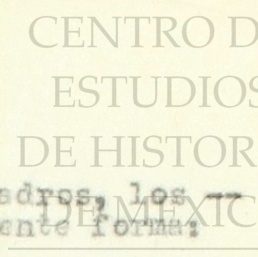 CENTRO D
ESTUDIOS
DE HISTOR
adros, los --
DE MEXIC
ente forma: